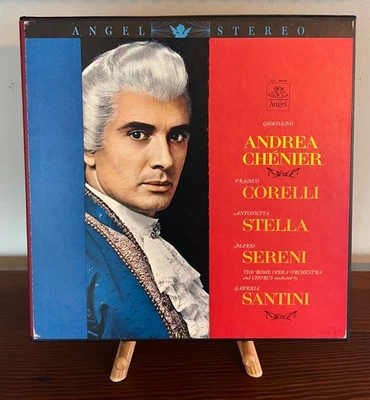 ANGEL STEREO
Angel
GIORDANO
ANDREA
CHÉNIER
FRANCO
CORELLI
ANTONIETTA
STELLA
MARIO
SERENI
THE ROME OPERA ORCHESTRA
and CHORUS conducted by
GABRIELE
SANTINI